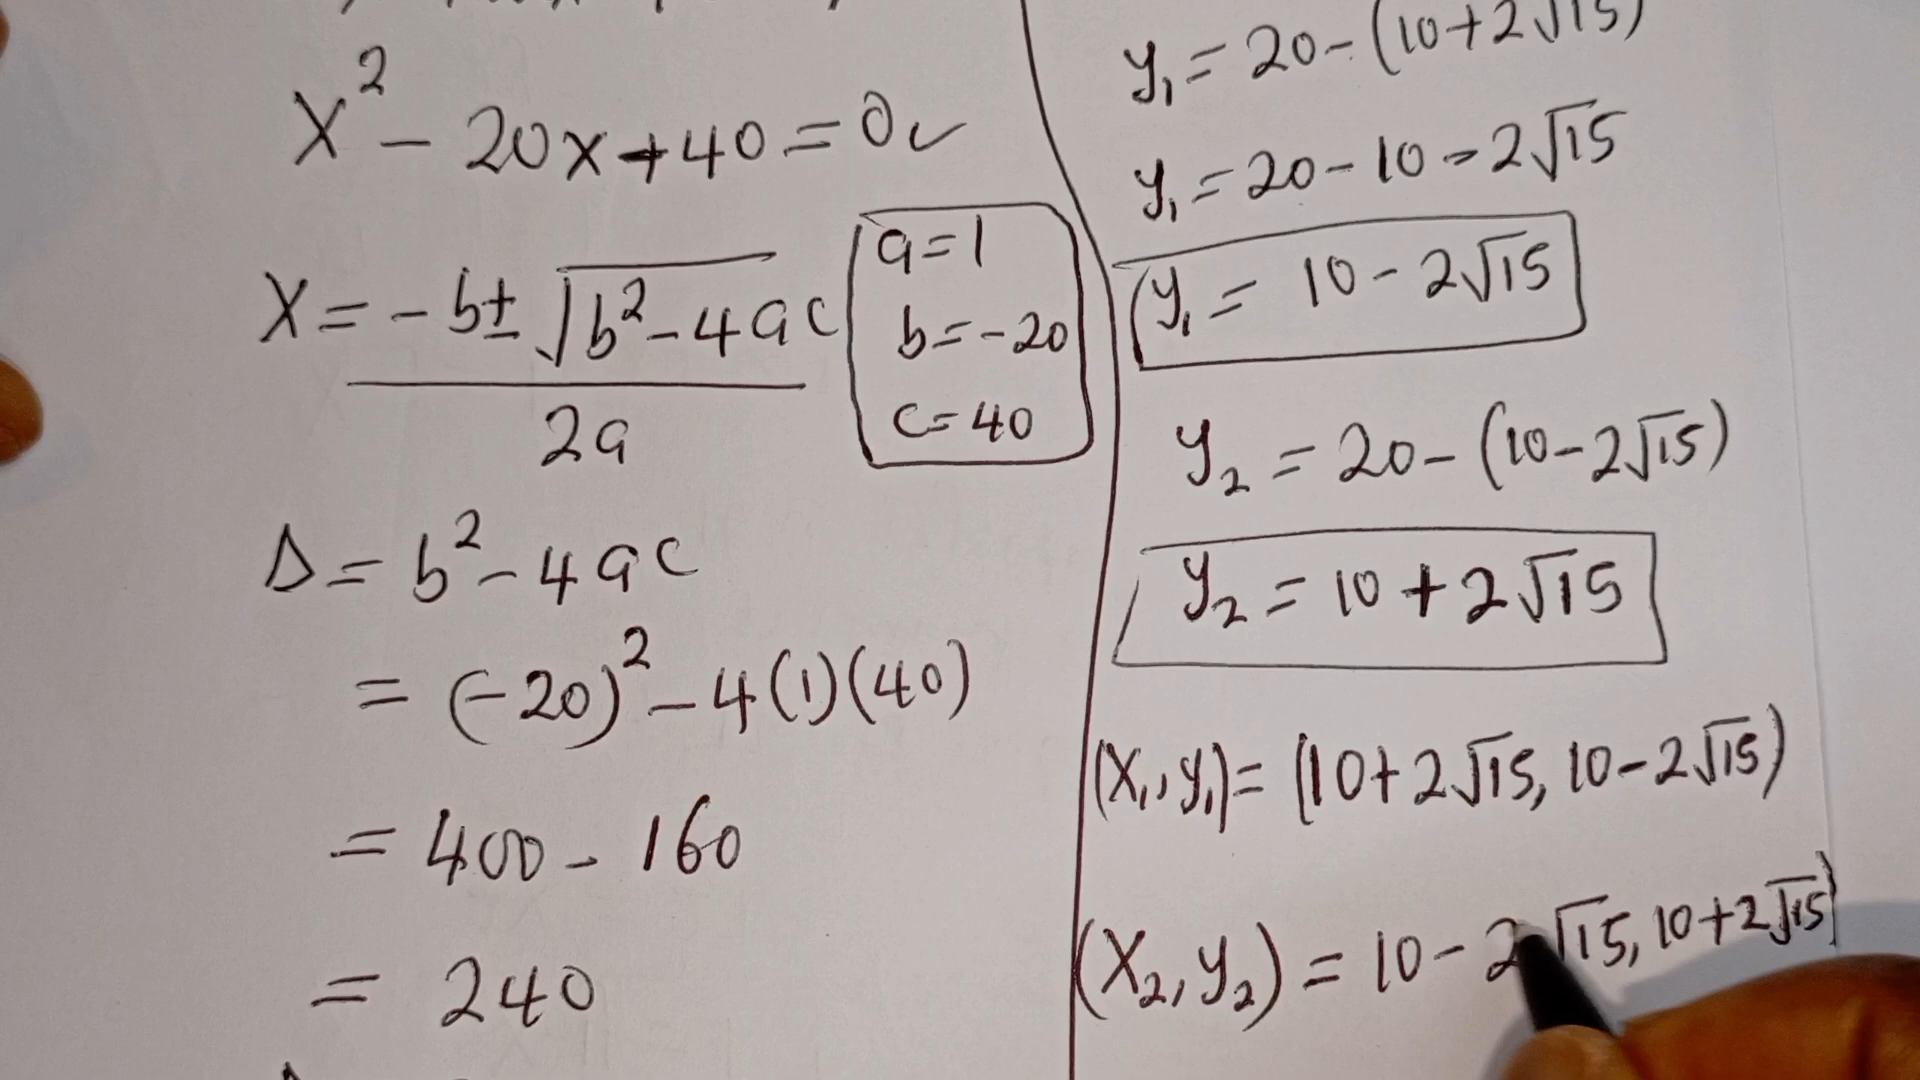 x² - 20x + 40 = 0 ✓
x = -b ± √b² - 4ac
2a
a = 1
b = -20
c = 40
Δ = b² - 4ac
= (-20)² - 4(1)(40)
= 400 - 160
= 240
y₁ = 20 - (10 + 2√15)
y₁ = 20 - 10 - 2√15
y₁ = 10 - 2√15
y₂ = 20 - (10 - 2√15)
y₂ = 10 + 2√15
(x₁, y₁) = (10 + 2√15, 10 - 2√15)
(x₂, y₂) = 10 - 2√15, 10 + 2√15)